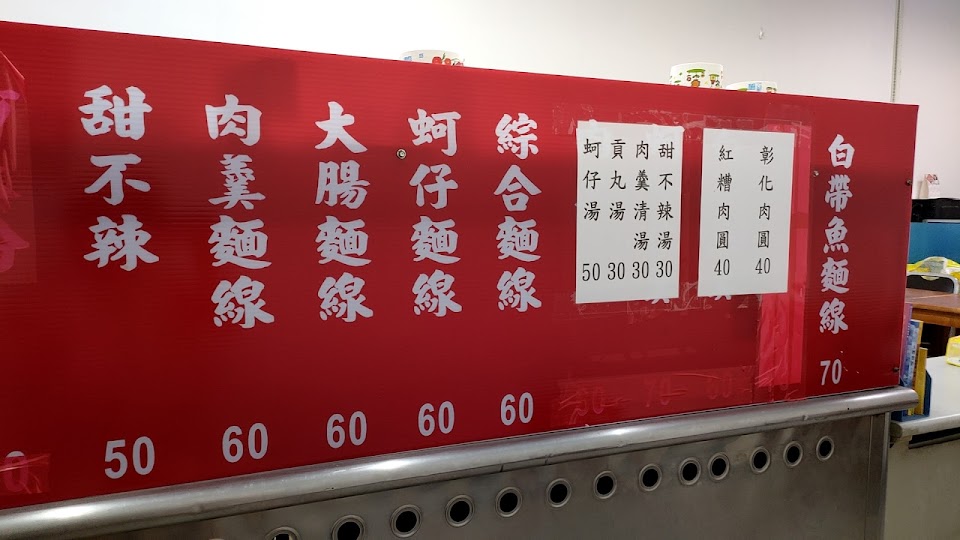 白帶魚麵線 70
彰化肉圓 40
紅糟肉圓 40
甜不辣湯 30
肉羹清湯 30
貢丸湯 30
蚵仔湯 50
綜合麵線 60
蚵仔麵線 60
大腸麵線 60
肉羹麵線 60
甜不辣 50